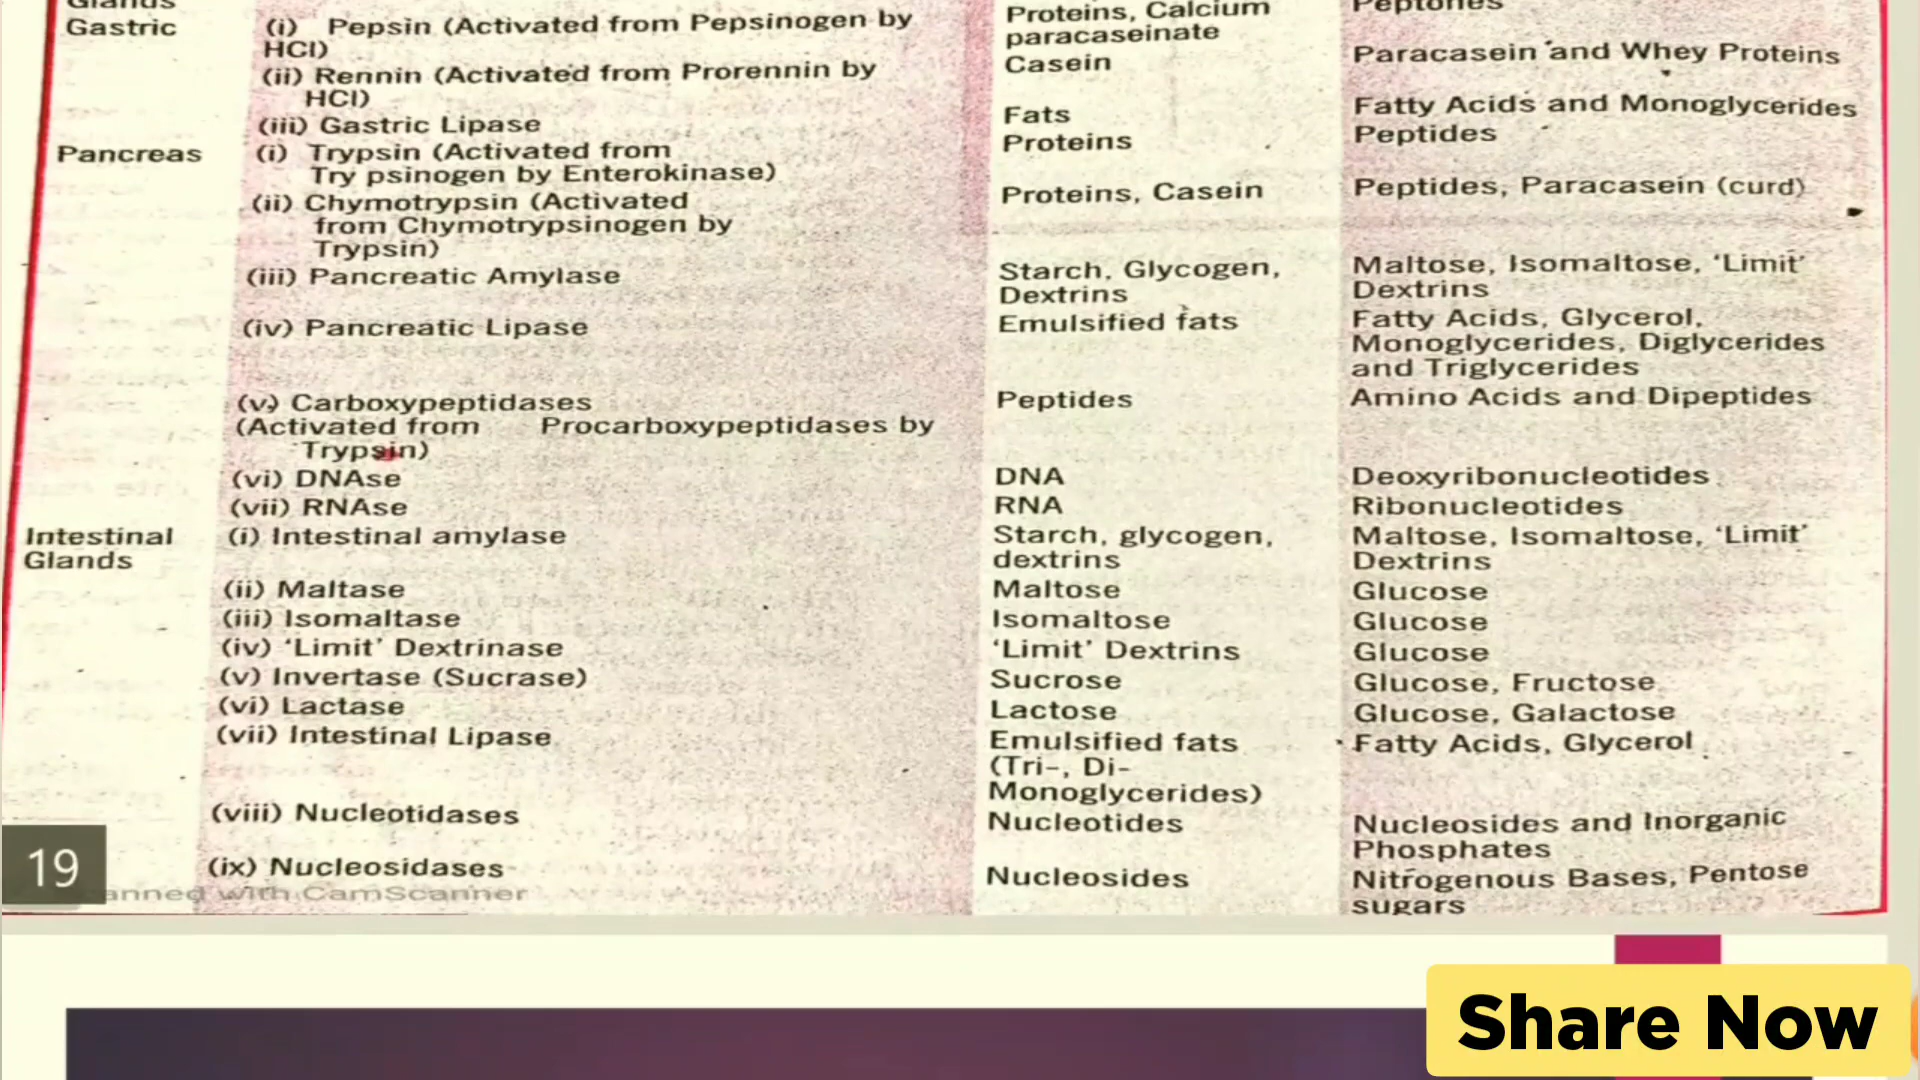 Glands
Gastric
(i) Pepsin (Activated from Pepsinogen by
HCI)
(ii) Rennin (Activated from Prorennin by
HCI)
(iii) Gastric Lipase
Proteins, Calcium
paracaseinate
Casein
Fats
Peptones
Paracasein and Whey Proteins
Fatty Acids and Monoglycerides
Pancreas
(i) Trypsin (Activated from
Try psinogen by Enterokinase)
Proteins
Peptides
(ii) Chymotrypsin (Activated
from Chymotrypsinogen by
Trypsin)
Proteins, Casein
Peptides, Paracasein (curd)
(iii) Pancreatic Amylase
Starch, Glycogen,
Dextrins
Maltose, Isomaltose, ‘Limit’
Dextrins
(iv) Pancreatic Lipase
Emulsified fats
Fatty Acids, Glycerol,
Monoglycerides, Diglycerides
and Triglycerides
(v) Carboxypeptidases
(Activated from Procarboxypeptidases by
Trypsin)
Peptides
Amino Acids and Dipeptides
(vi) DNAse
DNA
Deoxyribonucleotides
(vii) RNAse
RNA
Ribonucleotides
Intestinal
Glands
(i) Intestinal amylase
Starch, glycogen,
dextrins
Maltose, Isomaltose, ‘Limit’
Dextrins
(ii) Maltase
Maltose
Glucose
(iii) Isomaltase
Isomaltose
Glucose
(iv) ‘Limit’ Dextrinase
‘Limit’ Dextrins
Glucose
(v) Invertase (Sucrase)
Sucrose
Glucose, Fructose
(vi) Lactase
Lactose
Glucose, Galactose
(vii) Intestinal Lipase
Emulsified fats
(Tri-, Di-
Monoglycerides)
Fatty Acids, Glycerol
(viii) Nucleotidases
Nucleotides
Nucleosides and Inorganic
Phosphates
(ix) Nucleosidases
Nucleosides
Nitrogenous Bases, Pentose
sugars
19
anned with CamScanner
Share Now